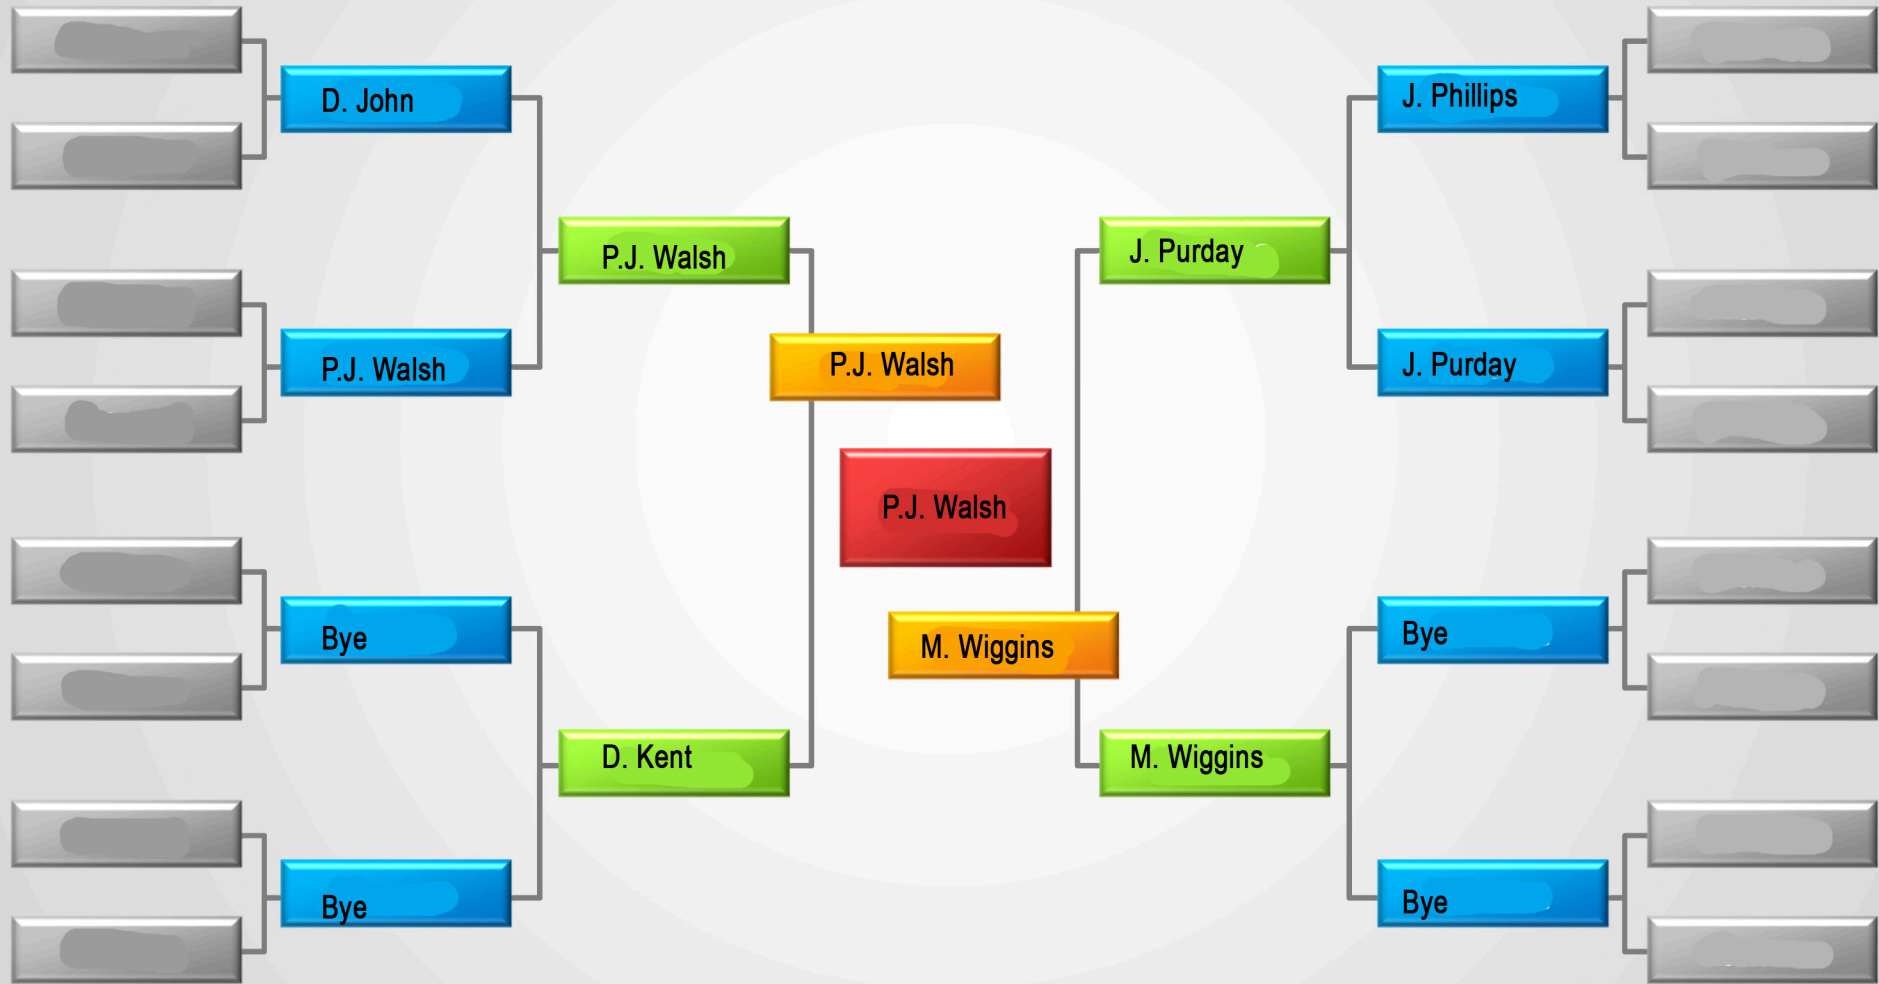 D. John
P.J. Walsh
Bye
Bye
P.J. Walsh
D. Kent
P.J. Walsh
P.J. Walsh
M. Wiggins
J. Purday
M. Wiggins
J. Phillips
J. Purday
Bye
Bye